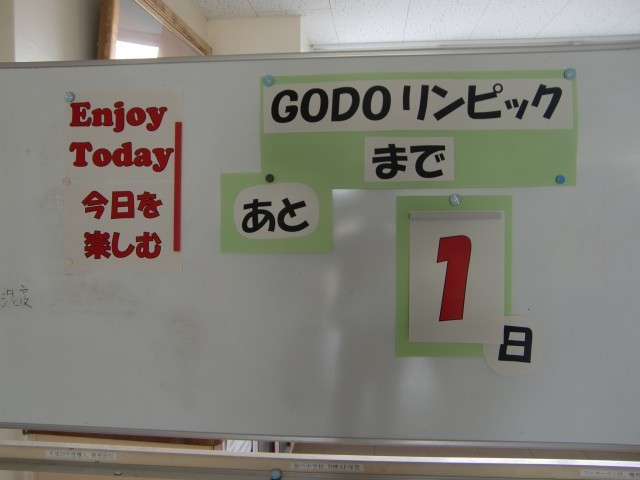 Enjoy
Today
今日を
楽しむ
GODOリンピック
まで
あと
1
日